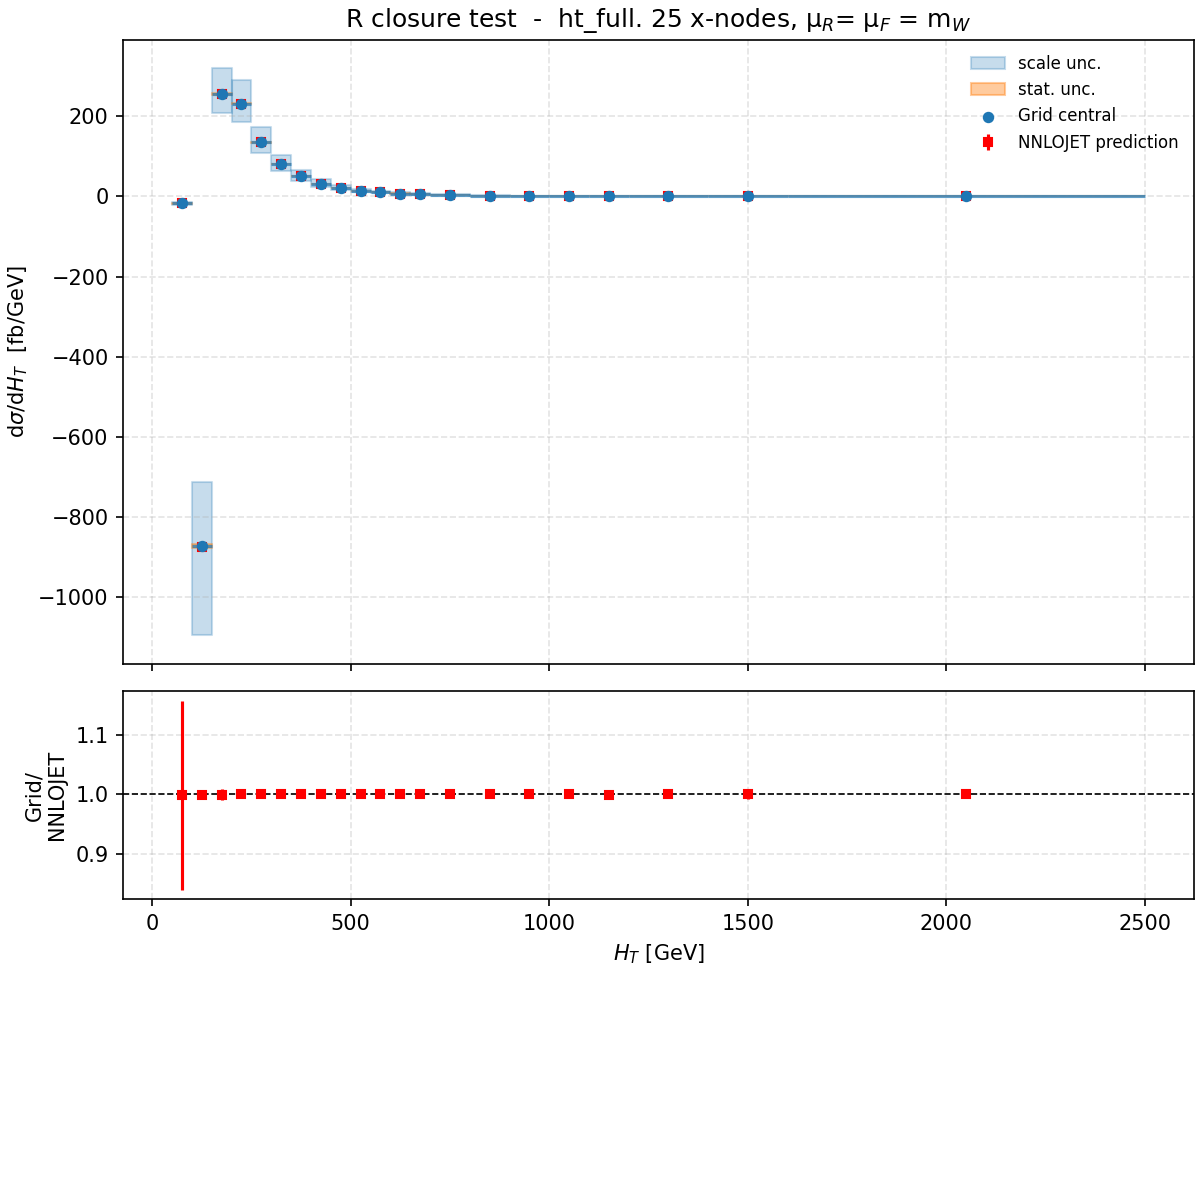 R closure test  -  ht_full. 25 x-nodes, μ_R= μ_F = m_W
scale unc.
stat. unc.
Grid central
NNLOJET prediction
200
0
−200
−400
−600
−800
−1000
dσ/dH_T [fb/GeV]
1.1
1.0
0.9
Grid/
NNLOJET
0
500
1000
1500
2000
2500
H_T [GeV]